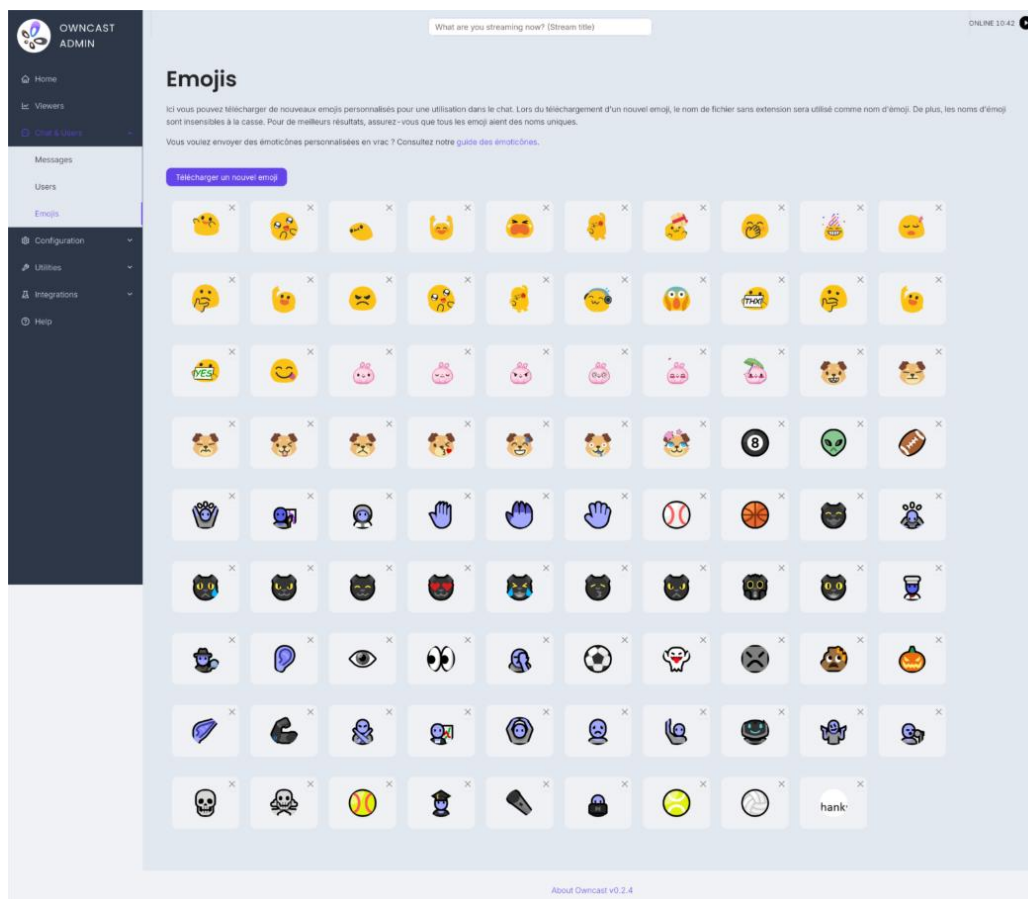 OWNCAST
ADMIN
What are you streaming now? (Stream title)
ONLINE 10:42
Home
Viewers
Chat & Users
Messages
Users
Emojis
Configuration
Utilities
Integrations
Help
Emojis
Ici vous pouvez télécharger de nouveaux emojis personnalisés pour une utilisation dans le chat. Lors du téléchargement d'un nouvel emoji, le nom de fichier sans extension sera utilisé comme nom d'émoji. De plus, les noms d'émoji
sont insensibles à la casse. Pour de meilleurs résultats, assurez-vous que tous les emoji aient des noms uniques.
Vous voulez envoyer des émoticônes personnalisées en vrac ? Consultez notre guide des émoticônes.
Télécharger un nouvel emoji
THX!
YES
8
hank
About Owncast v0.2.4